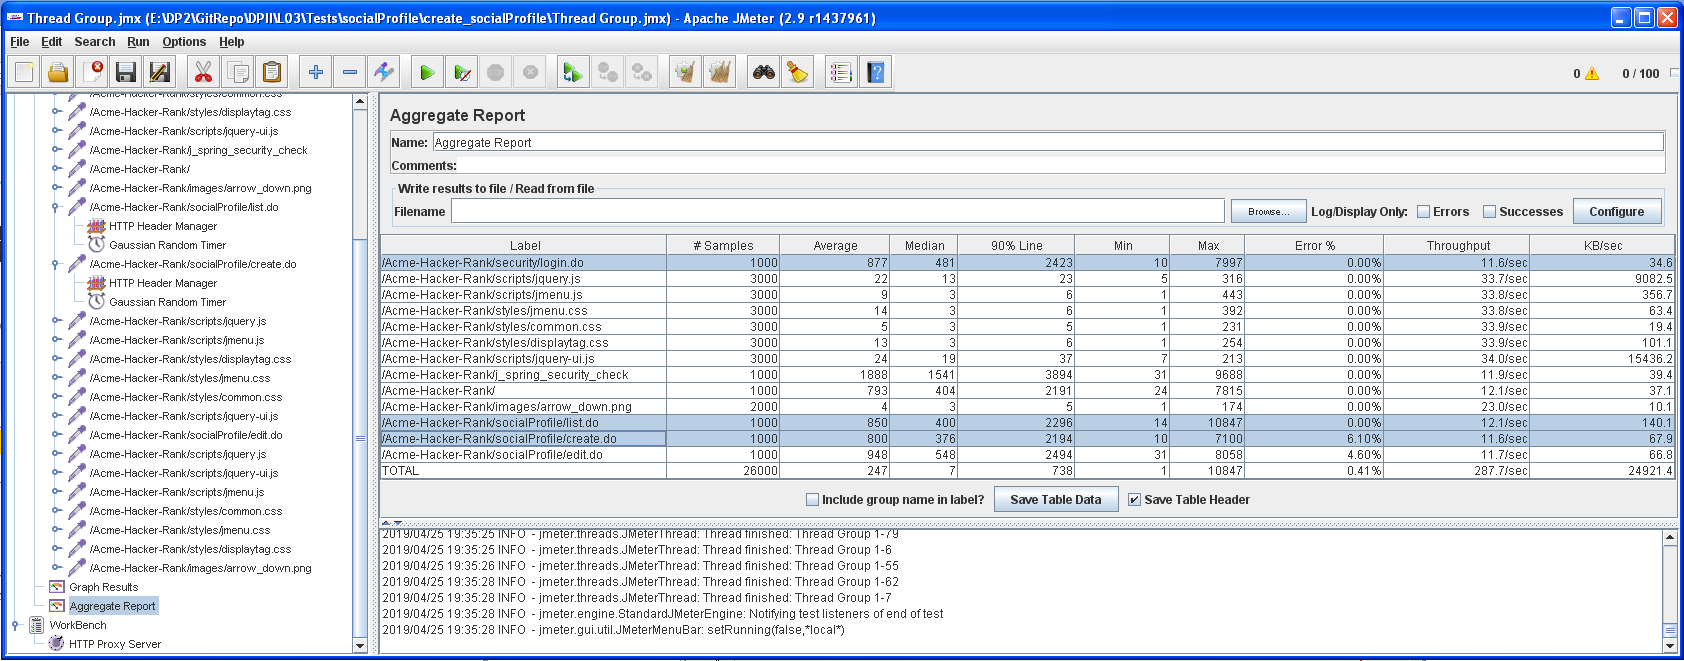 Thread Group.jmx (E:\DP2\GitRepo\DPII\L03\Tests\socialProfile\create_socialProfile\Thread Group.jmx) - Apache JMeter (2.9 r1437961)
File Edit Search Run Options Help
0 0 / 100
/Acme-Hacker-Rank/styles/common.css
/Acme-Hacker-Rank/styles/displaytag.css
/Acme-Hacker-Rank/scripts/jquery-ui.js
/Acme-Hacker-Rank/j_spring_security_check
/Acme-Hacker-Rank/
/Acme-Hacker-Rank/images/arrow_down.png
/Acme-Hacker-Rank/socialProfile/list.do
HTTP Header Manager
Gaussian Random Timer
/Acme-Hacker-Rank/socialProfile/create.do
HTTP Header Manager
Gaussian Random Timer
/Acme-Hacker-Rank/scripts/jquery.js
/Acme-Hacker-Rank/scripts/jmenu.js
/Acme-Hacker-Rank/styles/displaytag.css
/Acme-Hacker-Rank/styles/jmenu.css
/Acme-Hacker-Rank/styles/common.css
/Acme-Hacker-Rank/scripts/jquery-ui.js
/Acme-Hacker-Rank/socialProfile/edit.do
/Acme-Hacker-Rank/scripts/jquery.js
/Acme-Hacker-Rank/scripts/jquery-ui.js
/Acme-Hacker-Rank/scripts/jmenu.js
/Acme-Hacker-Rank/styles/common.css
/Acme-Hacker-Rank/styles/jmenu.css
/Acme-Hacker-Rank/styles/displaytag.css
/Acme-Hacker-Rank/images/arrow_down.png
Graph Results
Aggregate Report
WorkBench
HTTP Proxy Server
Aggregate Report
Name: Aggregate Report
Comments:
Write results to file / Read from file
Filename Browse... Log/Display Only: Errors Successes Configure
Label # Samples Average Median 90% Line Min Max Error % Throughput KB/sec
/Acme-Hacker-Rank/security/login.do 1000 877 481 2423 10 7997 0.00% 11.6/sec 34.6
/Acme-Hacker-Rank/scripts/jquery.js 3000 22 13 23 5 316 0.00% 33.7/sec 9082.5
/Acme-Hacker-Rank/scripts/jmenu.js 3000 9 3 6 1 443 0.00% 33.8/sec 356.7
/Acme-Hacker-Rank/styles/jmenu.css 3000 14 3 6 1 392 0.00% 33.8/sec 63.4
/Acme-Hacker-Rank/styles/common.css 3000 5 3 5 1 231 0.00% 33.9/sec 19.4
/Acme-Hacker-Rank/styles/displaytag.css 3000 13 3 6 1 254 0.00% 33.9/sec 101.1
/Acme-Hacker-Rank/scripts/jquery-ui.js 3000 24 19 37 7 213 0.00% 34.0/sec 15436.2
/Acme-Hacker-Rank/j_spring_security_check 1000 1888 1541 3894 31 9688 0.00% 11.9/sec 39.4
/Acme-Hacker-Rank/ 1000 793 404 2191 24 7815 0.00% 12.1/sec 37.1
/Acme-Hacker-Rank/images/arrow_down.png 2000 4 3 5 1 174 0.00% 23.0/sec 10.1
/Acme-Hacker-Rank/socialProfile/list.do 1000 850 400 2296 14 10847 0.00% 12.1/sec 140.1
/Acme-Hacker-Rank/socialProfile/create.do 1000 800 376 2194 10 7100 6.10% 11.6/sec 67.9
/Acme-Hacker-Rank/socialProfile/edit.do 1000 948 548 2494 31 8058 4.60% 11.7/sec 66.8
TOTAL 26000 247 7 738 1 10847 0.41% 287.7/sec 24921.4
Include group name in label? Save Table Data Save Table Header
2019/04/25 19:35:25 INFO - jmeter.threads.JMeterThread: Thread finished: Thread Group 1-79
2019/04/25 19:35:25 INFO - jmeter.threads.JMeterThread: Thread finished: Thread Group 1-6
2019/04/25 19:35:26 INFO - jmeter.threads.JMeterThread: Thread finished: Thread Group 1-55
2019/04/25 19:35:28 INFO - jmeter.threads.JMeterThread: Thread finished: Thread Group 1-62
2019/04/25 19:35:28 INFO - jmeter.threads.JMeterThread: Thread finished: Thread Group 1-7
2019/04/25 19:35:28 INFO - jmeter.engine.StandardJMeterEngine: Notifying test listeners of end of test
2019/04/25 19:35:28 INFO - jmeter.gui.util.JMeterMenuBar: setRunning(false,*local*)